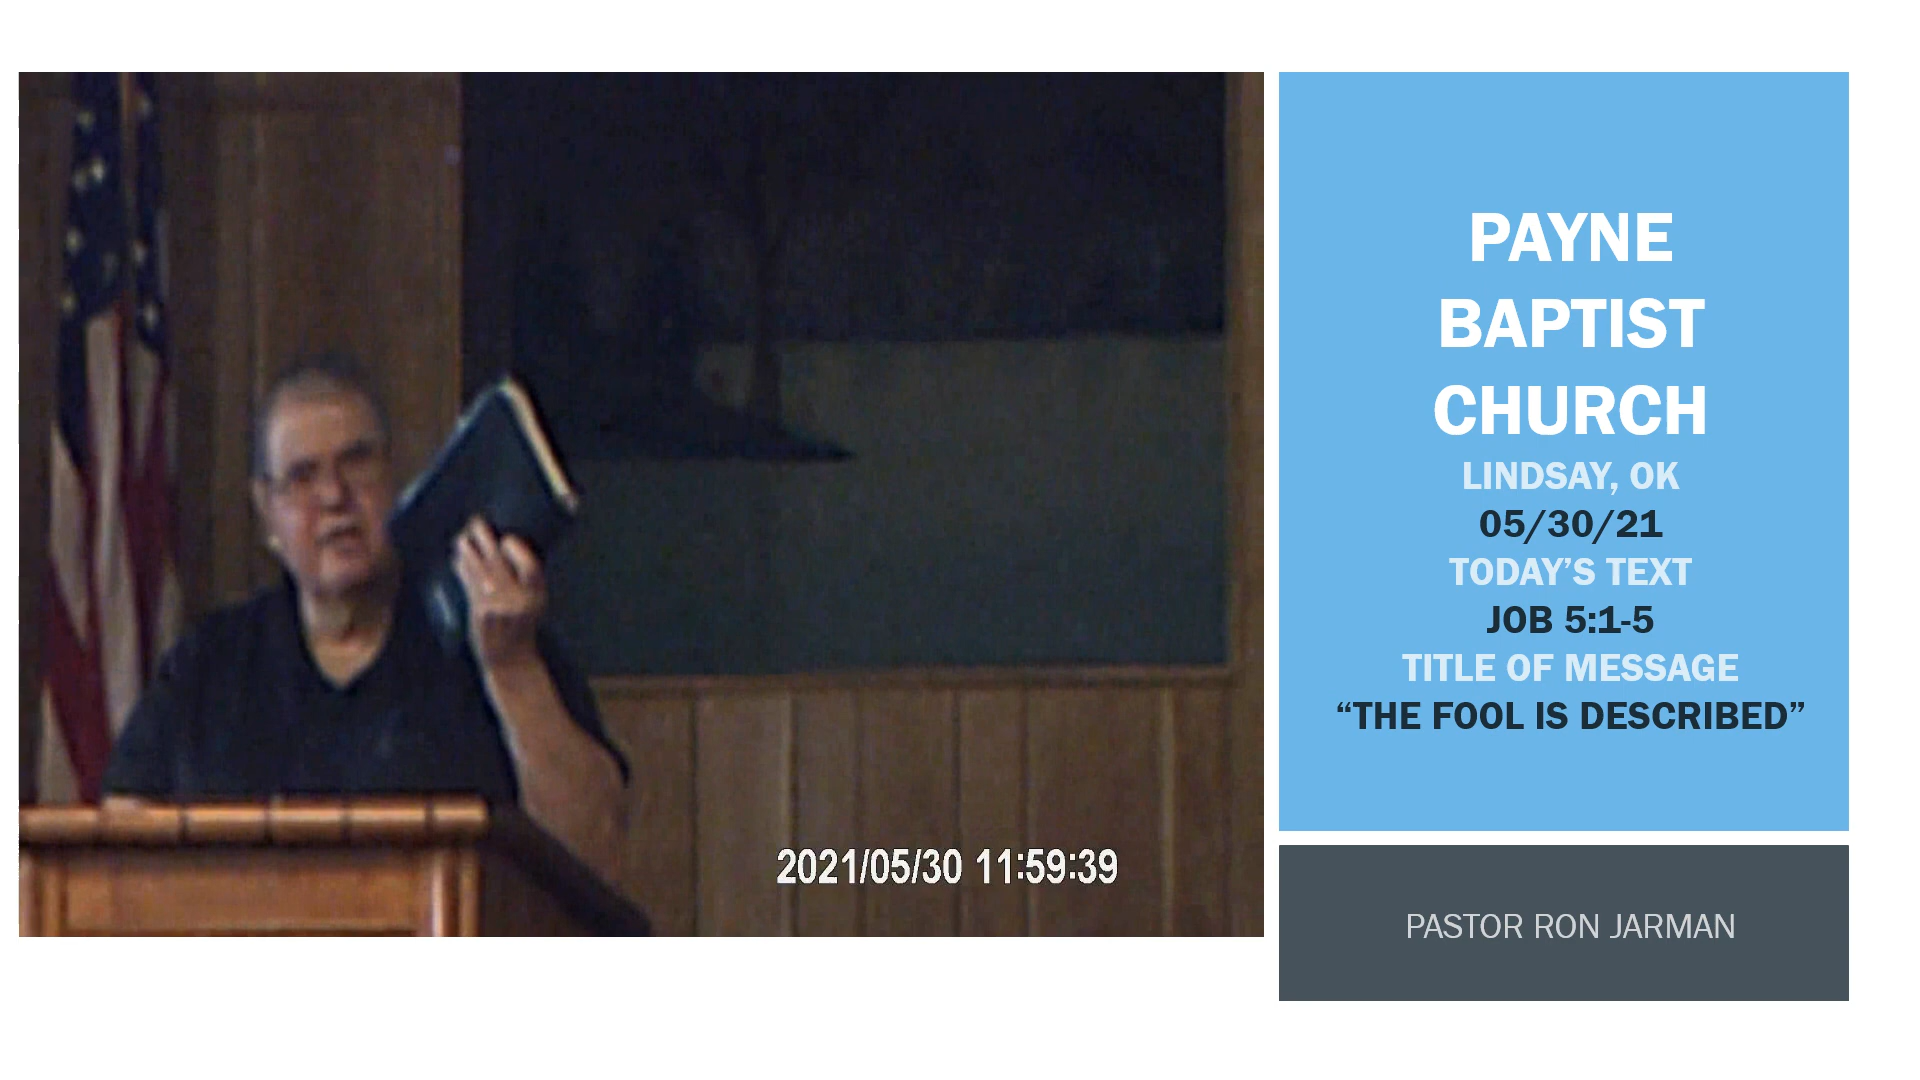 2021/05/30 11:59:39
PAYNE
BAPTIST
CHURCH
LINDSAY, OK
05/30/21
TODAY’S TEXT
JOB 5:1-5
TITLE OF MESSAGE
“THE FOOL IS DESCRIBED”
PASTOR RON JARMAN